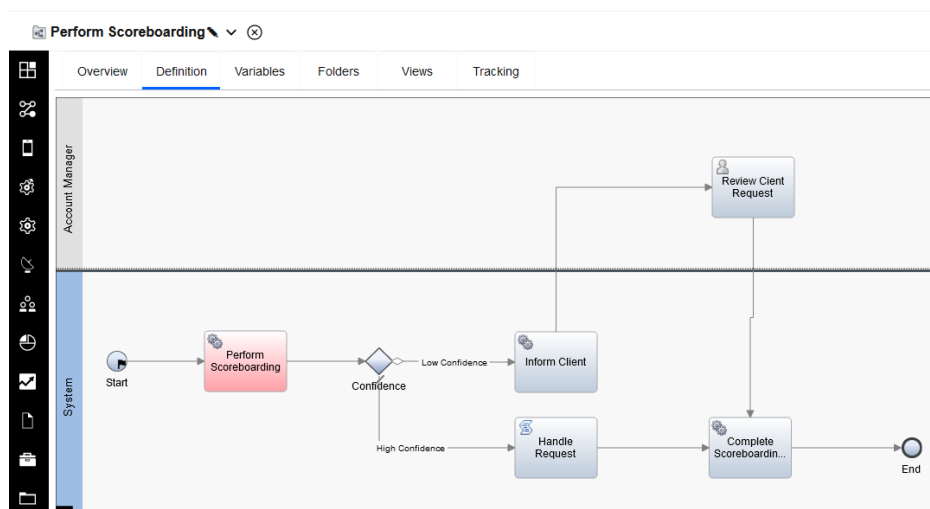 Perform Scoreboarding
Overview
Definition
Variables
Folders
Views
Tracking
Account Manager
Review Cient
Request
System
Start
Perform
Scoreboarding
Confidence
Low Confidence
Inform Client
High Confidence
Handle
Request
Complete
Scoreboardin...
End